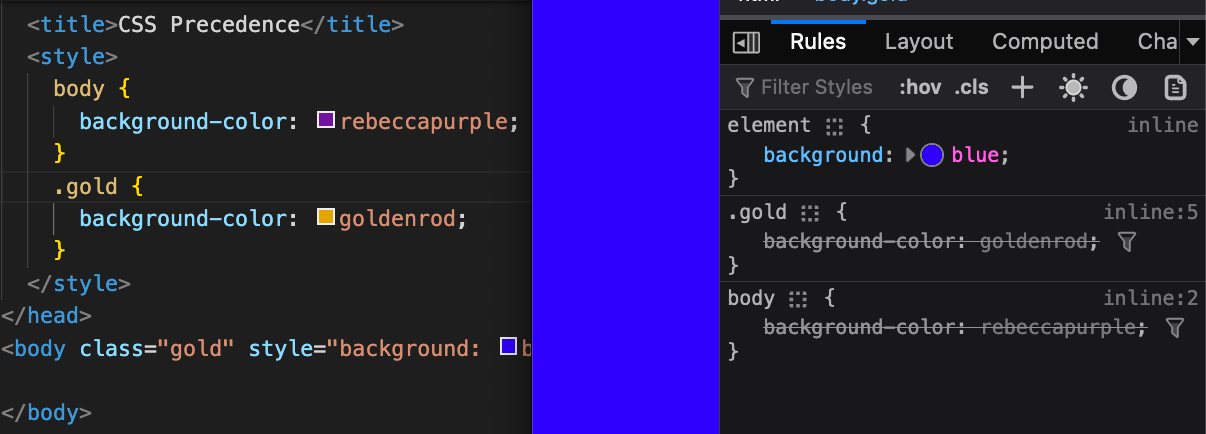 <title>CSS Precedence</title>
<style>
body {
background-color: rebeccapurple;
}
.gold {
background-color: goldenrod;
}
</style>
</head>
<body class="gold" style="background: b
</body>
body.gold
Rules Layout Computed Cha
Filter Styles :hov .cls
element { inline
background: blue;
}
.gold { inline:5
background-color: goldenrod;
}
body { inline:2
background-color: rebeccapurple;
}